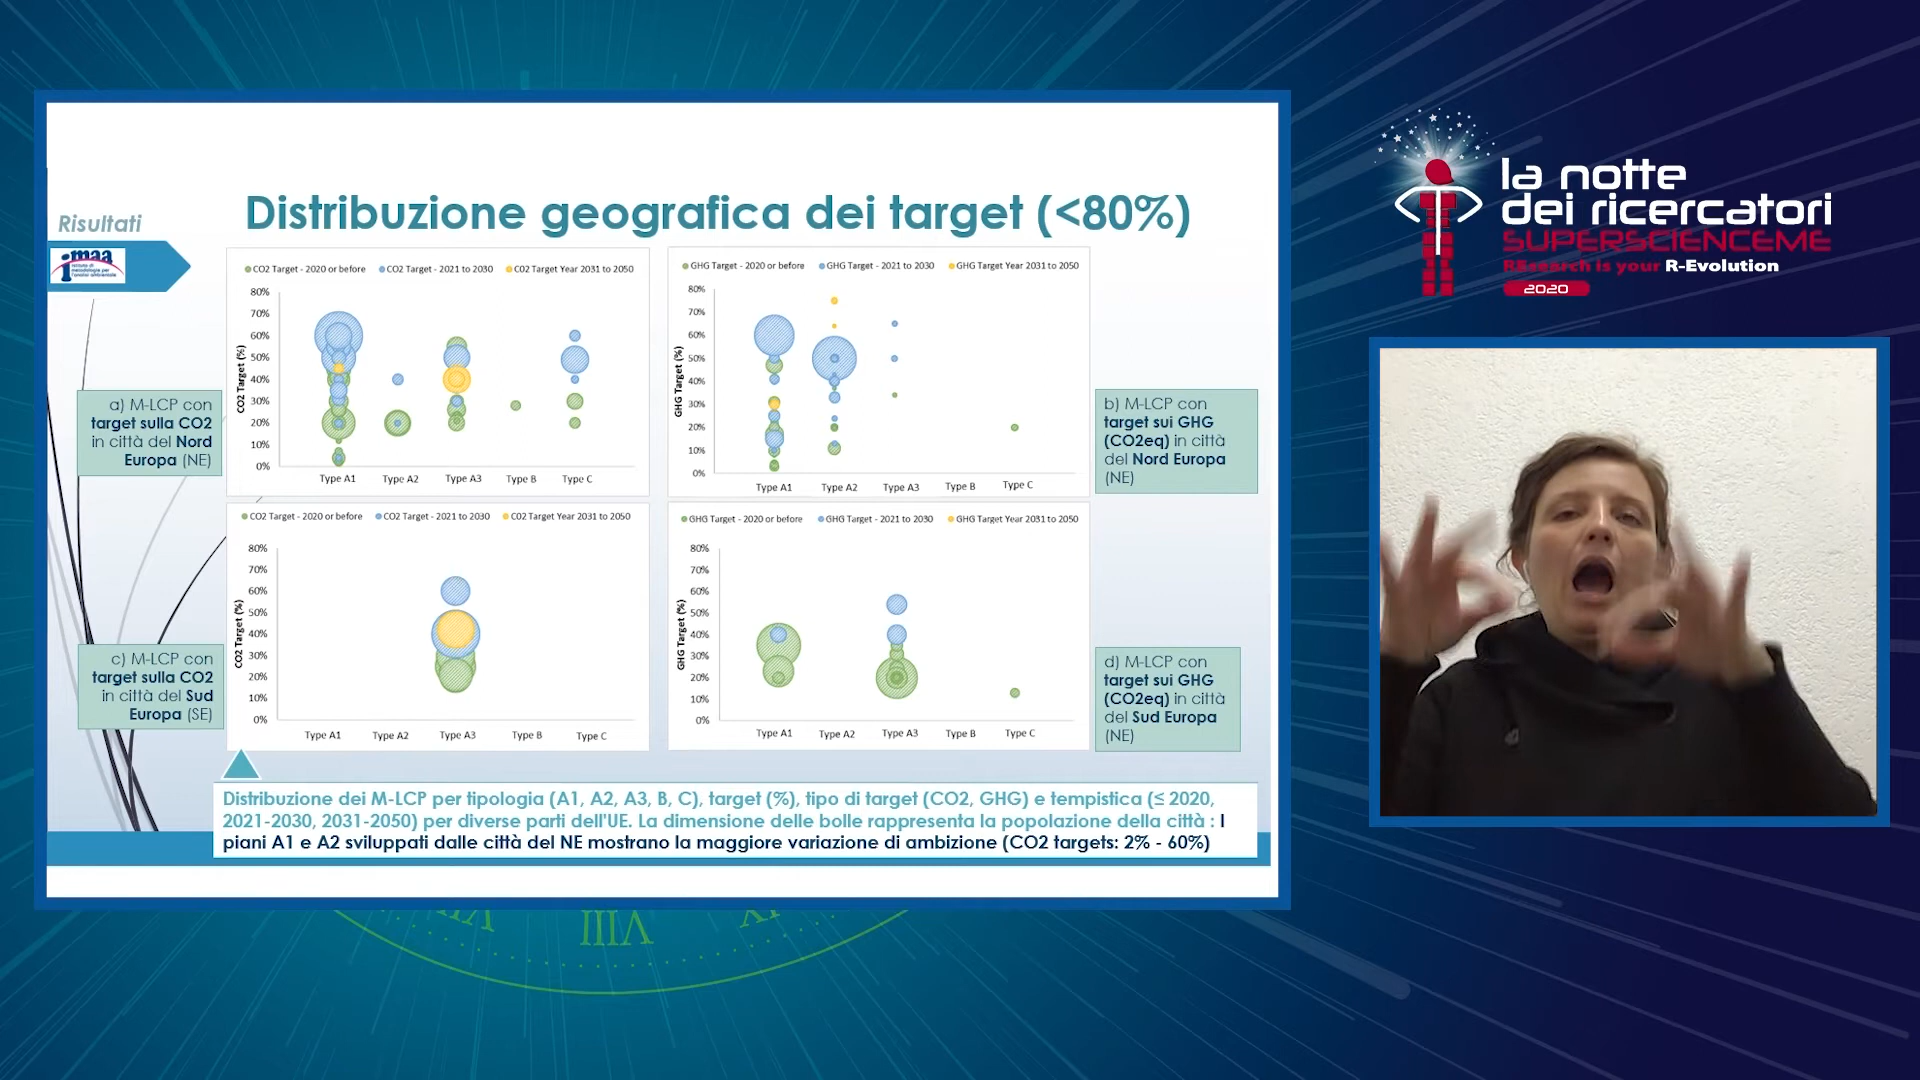 Risultati
Distribuzione geografica dei target (<80%)
imaa
CO2 Target - 2020 or before CO2 Target - 2021 to 2030 CO2 Target Year 2031 to 2050
80%
70%
60%
50%
40%
30%
20%
10%
0%
CO2 Target (%)
Type A1 Type A2 Type A3 Type B Type C
GHG Target - 2020 or before GHG Target - 2021 to 2030 GHG Target Year 2031 to 2050
80%
70%
60%
50%
40%
30%
20%
10%
0%
GHG Target (%)
Type A1 Type A2 Type A3 Type B Type C
a) M-LCP con
target sulla CO2
in città del Nord
Europa (NE)
b) M-LCP con
target sui GHG
(CO2eq) in città
del Nord Europa
(NE)
CO2 Target - 2020 or before CO2 Target - 2021 to 2030 CO2 Target Year 2031 to 2050
80%
70%
60%
50%
40%
30%
20%
10%
0%
CO2 Target (%)
Type A1 Type A2 Type A3 Type B Type C
GHG Target - 2020 or before GHG Target - 2021 to 2030 GHG Target Year 2031 to 2050
80%
70%
60%
50%
40%
30%
20%
10%
0%
GHG Target (%)
Type A1 Type A2 Type A3 Type B Type C
c) M-LCP con
target sulla CO2
in città del Sud
Europa (SE)
d) M-LCP con
target sui GHG
(CO2eq) in città
del Sud Europa
(NE)
Distribuzione dei M-LCP per tipologia (A1, A2, A3, B, C), target (%), tipo di target (CO2, GHG) e tempistica (≤ 2020,
2021-2030, 2031-2050) per diverse parti dell'UE. La dimensione delle bolle rappresenta la popolazione della città : I
piani A1 e A2 sviluppati dalle città del NE mostrano la maggiore variazione di ambizione (CO2 targets: 2% - 60%)
la notte
dei ricercatori
SUPERSCIENCEME
REsearch is your R-Evolution
2020
VIII